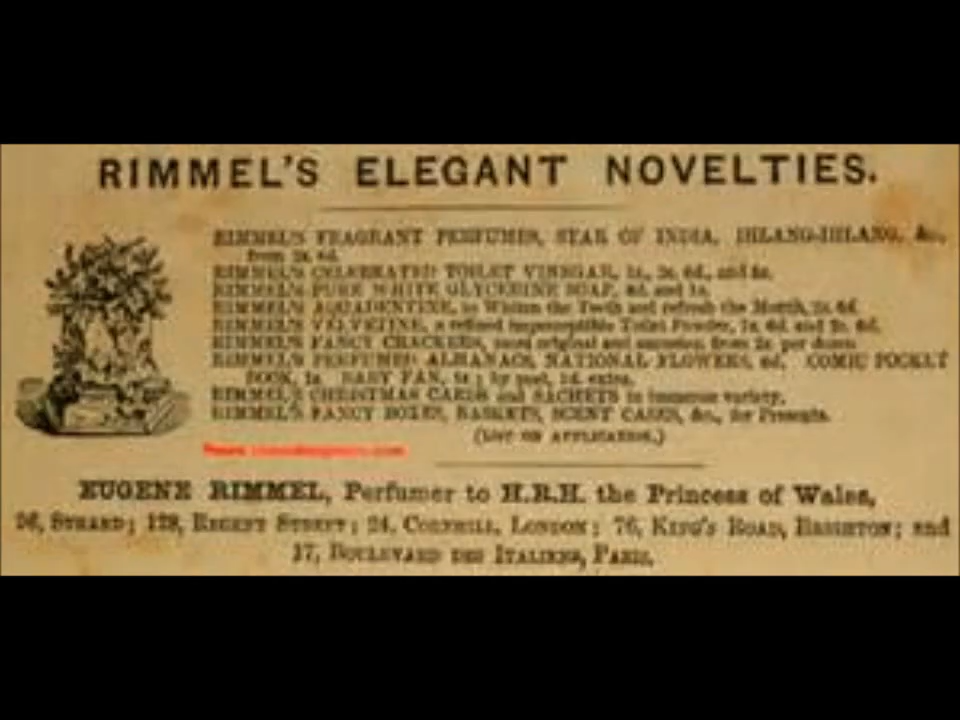 RIMMEL'S ELEGANT NOVELTIES.
RIMMEL'S FRAGRANT PERFUMES, STAR OF INDIA, IHLANG-IHLANG, &c.,
from 2s. 6d.
RIMMEL'S CELEBRATED TOILET VINEGAR, 1s., 2s. 6d., and 5s.
RIMMEL'S PURE WHITE GLYCERINE SOAP, and 1s.
RIMMEL'S AQUADENTINE, to Whiten the Teeth and refresh the Mouth, 2s. 6d.
RIMMEL'S VELVETINE, a refined imperceptible Toilet Powder, 1s. 6d. and 2s. 6d.
RIMMEL'S FANCY CRACKERS, most original and amusing, from 2s. per dozen.
RIMMEL'S PERFUMED ALMANACS, NATIONAL FLOWERS, 6d. COMIC POCKET
BOOK, 1s. BABY FAN, by post, 1d. extra.
RIMMEL'S CHRISTMAS CARDS and SACHETS in immense variety.
RIMMEL'S FANCY BOXES, BASKETS, SCENT CASES, &c., for Presents.
(LIST ON APPLICATION.)
EUGENE RIMMEL, Perfumer to H.R.H. the Princess of Wales,
96, STRAND; 128, REGENT STREET; 24, CORNHILL, LONDON; 76, KING'S ROAD, BRIGHTON; and
17, BOULEVARD DES ITALIENS, PARIS.